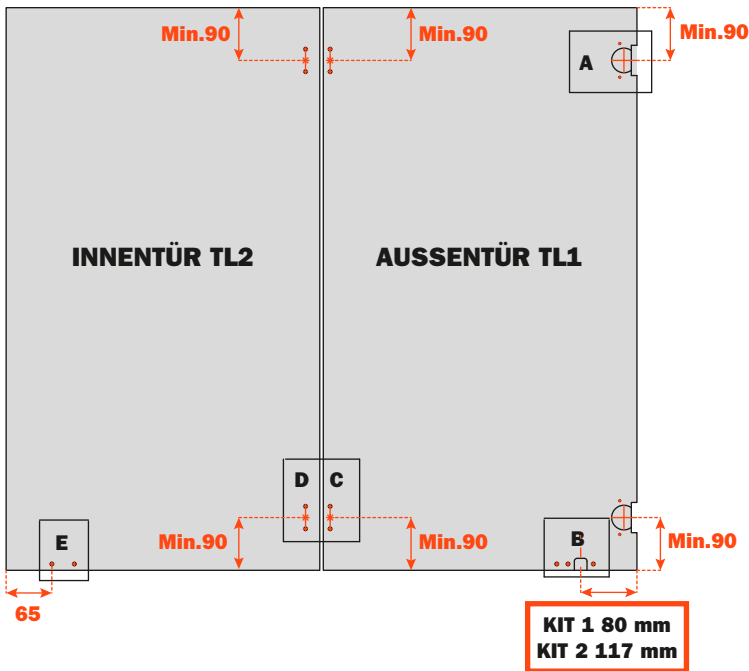 Min.90
Min.90
Min.90
A
INNENTÜR TL2
AUSSENTÜR TL1
D
C
E
Min.90
Min.90
B
Min.90
65
KIT 1 80 mm
KIT 2 117 mm